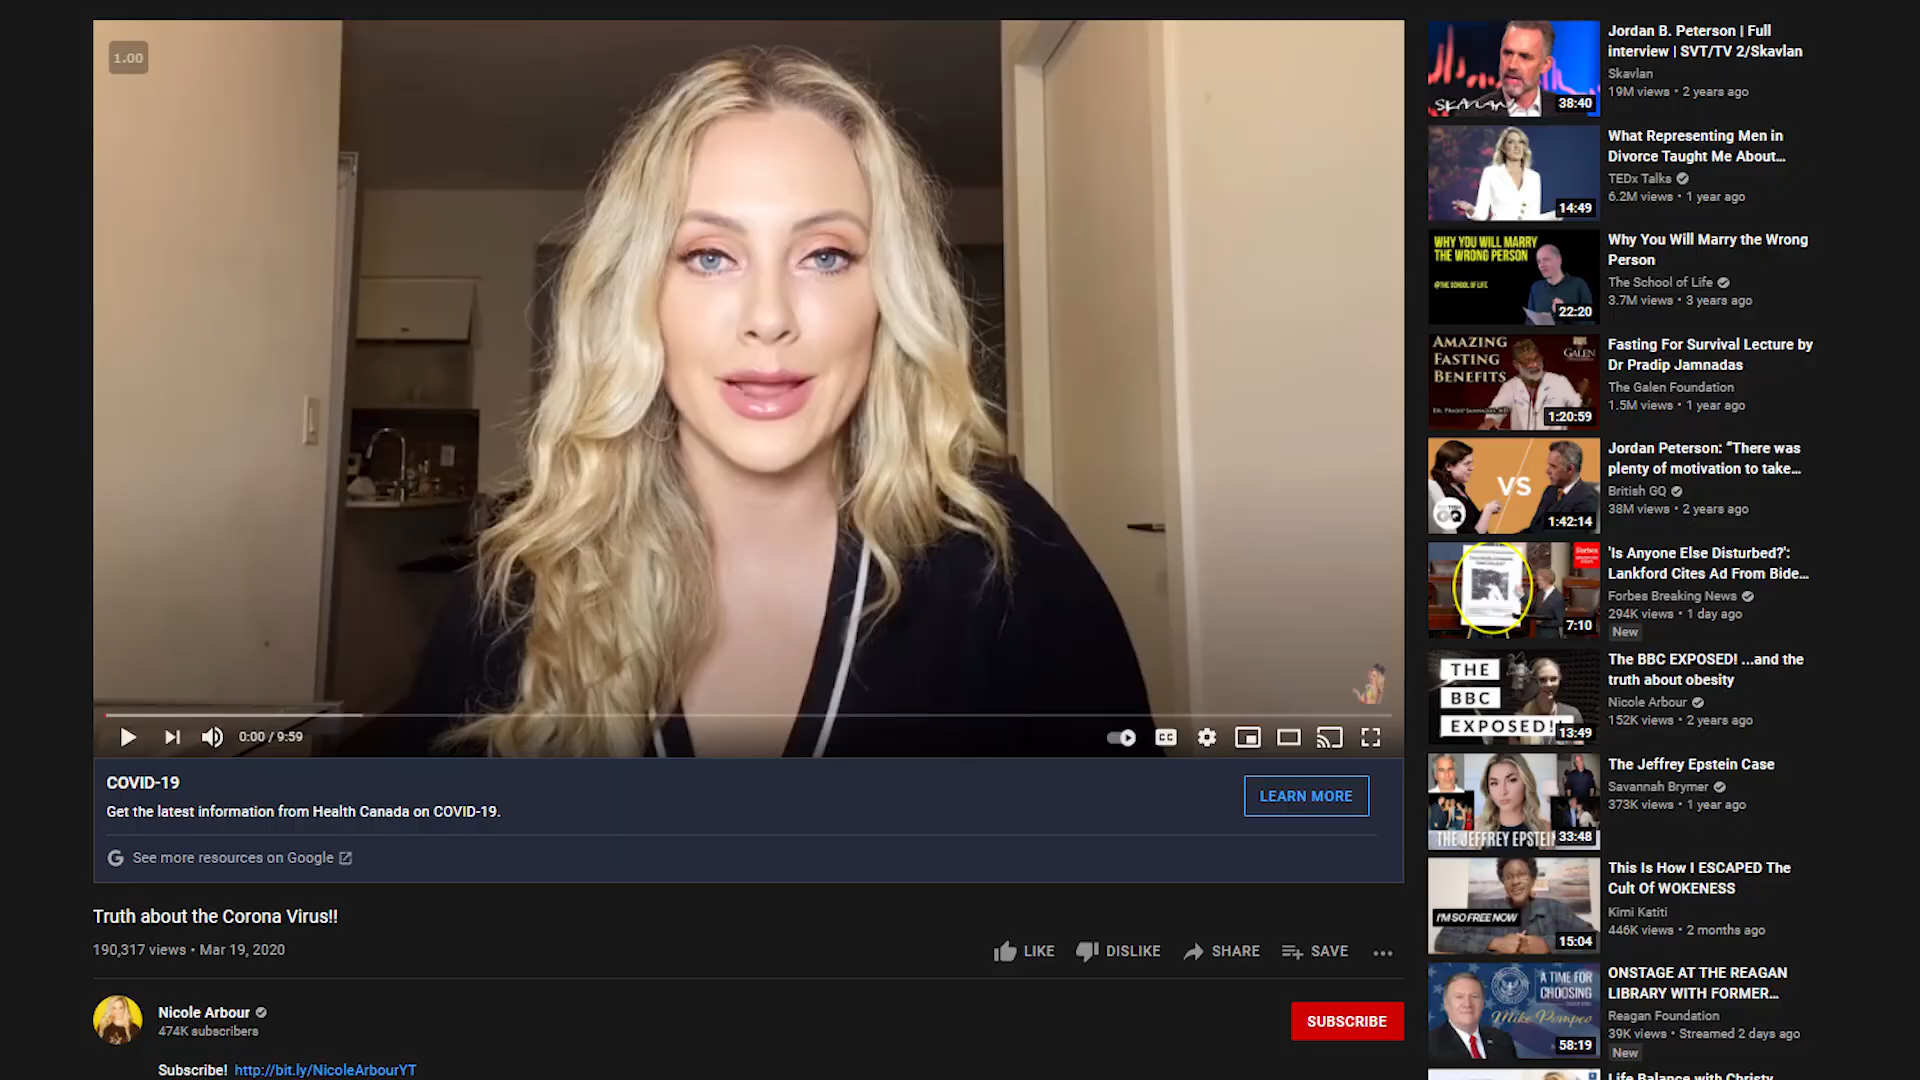 1.00
0:00 / 9:59
CC
COVID-19
Get the latest information from Health Canada on COVID-19.
LEARN MORE
See more resources on Google
Truth about the Corona Virus!!
190,317 views • Mar 19, 2020
LIKE
DISLIKE
SHARE
SAVE
Nicole Arbour
474K subscribers
SUBSCRIBE
Subscribe! http://bit.ly/NicoleArbourYT
SKAVLAN
38:40
Jordan B. Peterson | Full
interview | SVT/TV 2/Skavlan
Skavlan
19M views • 2 years ago
14:49
What Representing Men in
Divorce Taught Me About...
TEDx Talks
6.2M views • 1 year ago
WHY YOU WILL MARRY
THE WRONG PERSON
@THE SCHOOL OF LIFE
22:20
Why You Will Marry the Wrong
Person
The School of Life
3.7M views • 3 years ago
AMAZING
FASTING
BENEFITS
GALEN
1:20:59
Fasting For Survival Lecture by
Dr Pradip Jamnadas
The Galen Foundation
1.5M views • 1 year ago
VS
GQ
1:42:14
Jordan Peterson: “There was
plenty of motivation to take...
British GQ
38M views • 2 years ago
Forbes
7:10
'Is Anyone Else Disturbed?':
Lankford Cites Ad From Bide...
Forbes Breaking News
294K views • 1 day ago
New
THE
BBC
EXPOSED!
13:49
The BBC EXPOSED! ...and the
truth about obesity
Nicole Arbour
152K views • 2 years ago
THE JEFFREY EPSTEIN
33:48
The Jeffrey Epstein Case
Savannah Brymer
373K views • 1 year ago
I'M SO FREE NOW
15:04
This Is How I ESCAPED The
Cult Of WOKENESS
Kimi Katiti
446K views • 2 months ago
A TIME FOR
CHOOSING
Mike Pompeo
58:19
ONSTAGE AT THE REAGAN
LIBRARY WITH FORMER...
Reagan Foundation
39K views • Streamed 2 days ago
New
Life Balance with Christy